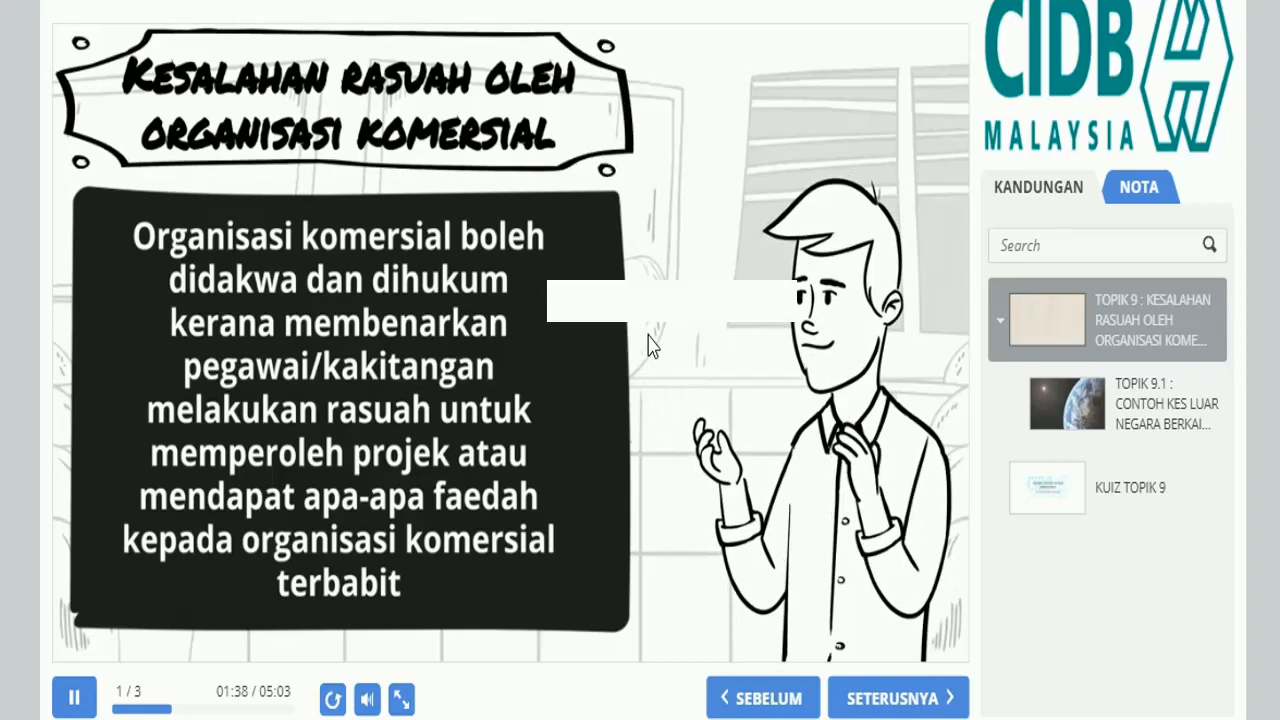 KESALAHAN RASUAH OLEH
ORGANISASI KOMERSIAL
Organisasi komersial boleh
didakwa dan dihukum
kerana membenarkan
pegawai/kakitangan
melakukan rasuah untuk
memperoleh projek atau
mendapat apa-apa faedah
kepada organisasi komersial
terbabit
CIDB
MALAYSIA
KANDUNGAN
NOTA
Search
TOPIK 9 : KESALAHAN
RASUAH OLEH
ORGANISASI KOME...
TOPIK 9.1 :
CONTOH KES LUAR
NEGARA BERKAI...
KUIZ TOPIK 9
1 / 3
01:38 / 05:03
SEBELUM
SETERUSNYA